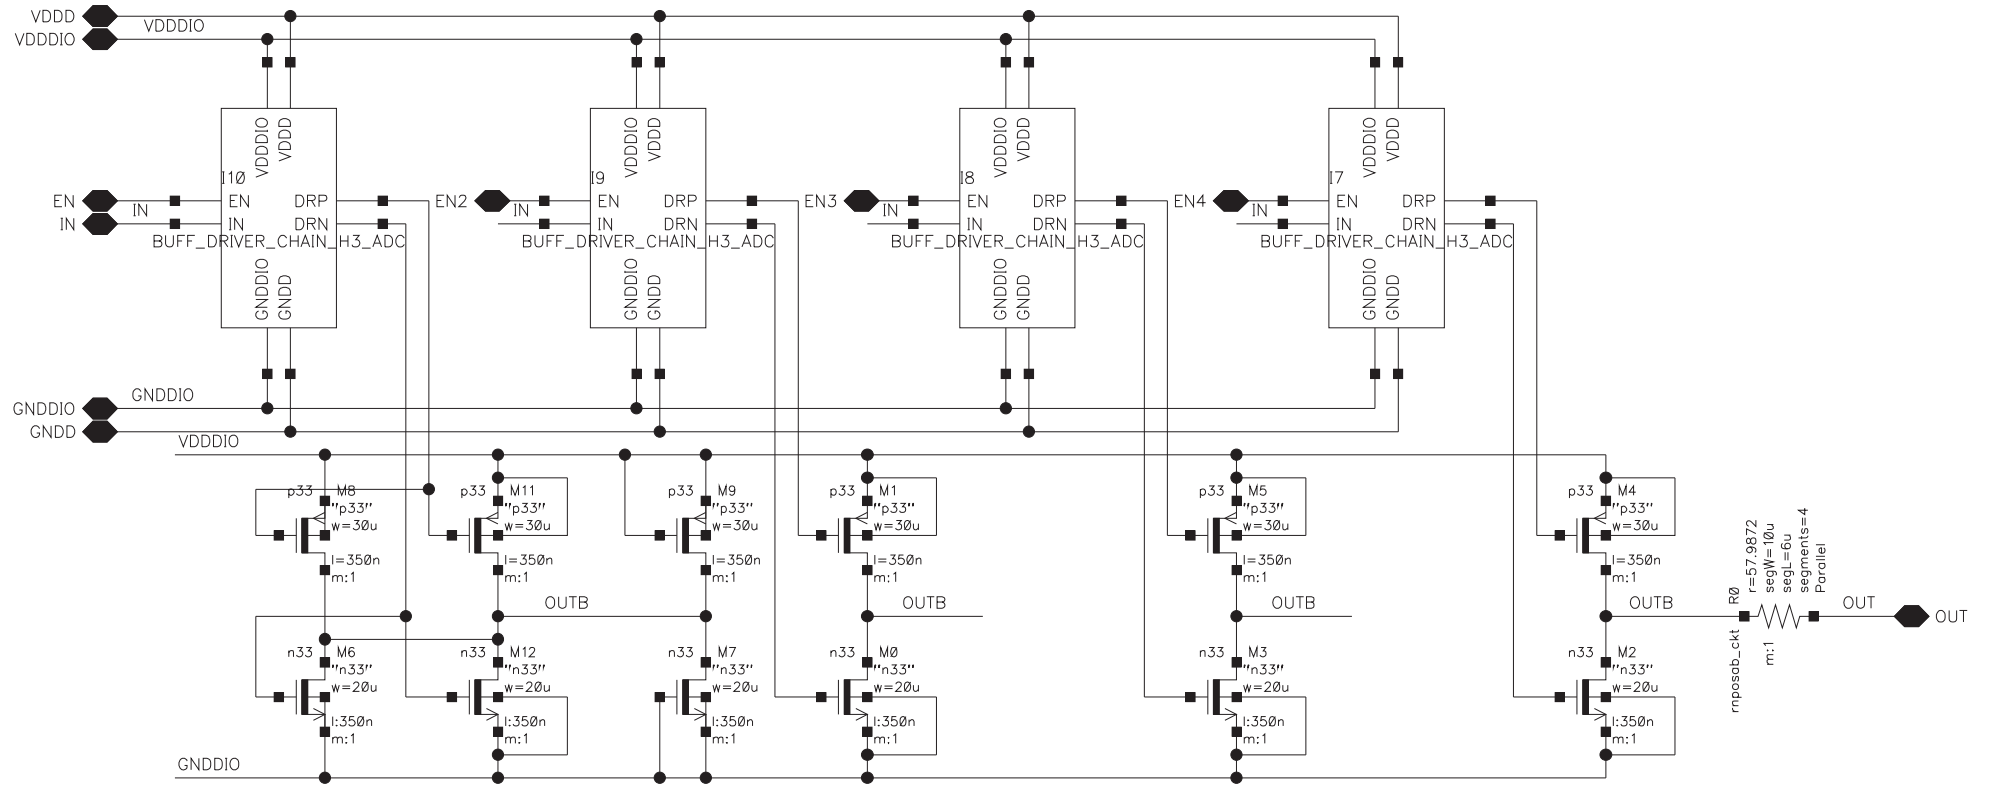 VDDD
VDDDIO
VDDDIO
VDDDIO
VDDD
VDDDIO
VDDD
VDDDIO
VDDD
VDDDIO
VDDD
I10
I9
I8
I7
EN
EN
DRP
EN2
EN
DRP
EN3
EN
DRP
EN4
EN
DRP
IN
IN
IN
DRN
IN
IN
DRN
IN
IN
DRN
IN
IN
DRN
BUFF_DRIVER_CHAIN_H3_ADC
BUFF_DRIVER_CHAIN_H3_ADC
BUFF_DRIVER_CHAIN_H3_ADC
BUFF_DRIVER_CHAIN_H3_ADC
GNDDIO
GNDD
GNDDIO
GNDD
GNDDIO
GNDD
GNDDIO
GNDD
GNDDIO
GNDDIO
GNDD
VDDDIO
p33 M8
"p33"
w=30u
l=350n
m:1
p33 M11
"p33"
w=30u
l=350n
m:1
p33 M9
"p33"
w=30u
l=350n
m:1
p33 M1
"p33"
w=30u
l=350n
m:1
p33 M5
"p33"
w=30u
l=350n
m:1
p33 M4
"p33"
w=30u
l=350n
m:1
OUTB
OUTB
OUTB
OUTB
R0
r=57.9872
segW=10u
segL=6u
segments=4
Parallel
rnposab_ckt
m:1
OUT
OUT
n33 M6
"n33"
w=20u
l:350n
m:1
n33 M12
"n33"
w=20u
l:350n
m:1
n33 M7
"n33"
w=20u
l:350n
m:1
n33 M0
"n33"
w=20u
l:350n
m:1
n33 M3
"n33"
w=20u
l:350n
m:1
n33 M2
"n33"
w=20u
l:350n
m:1
GNDDIO